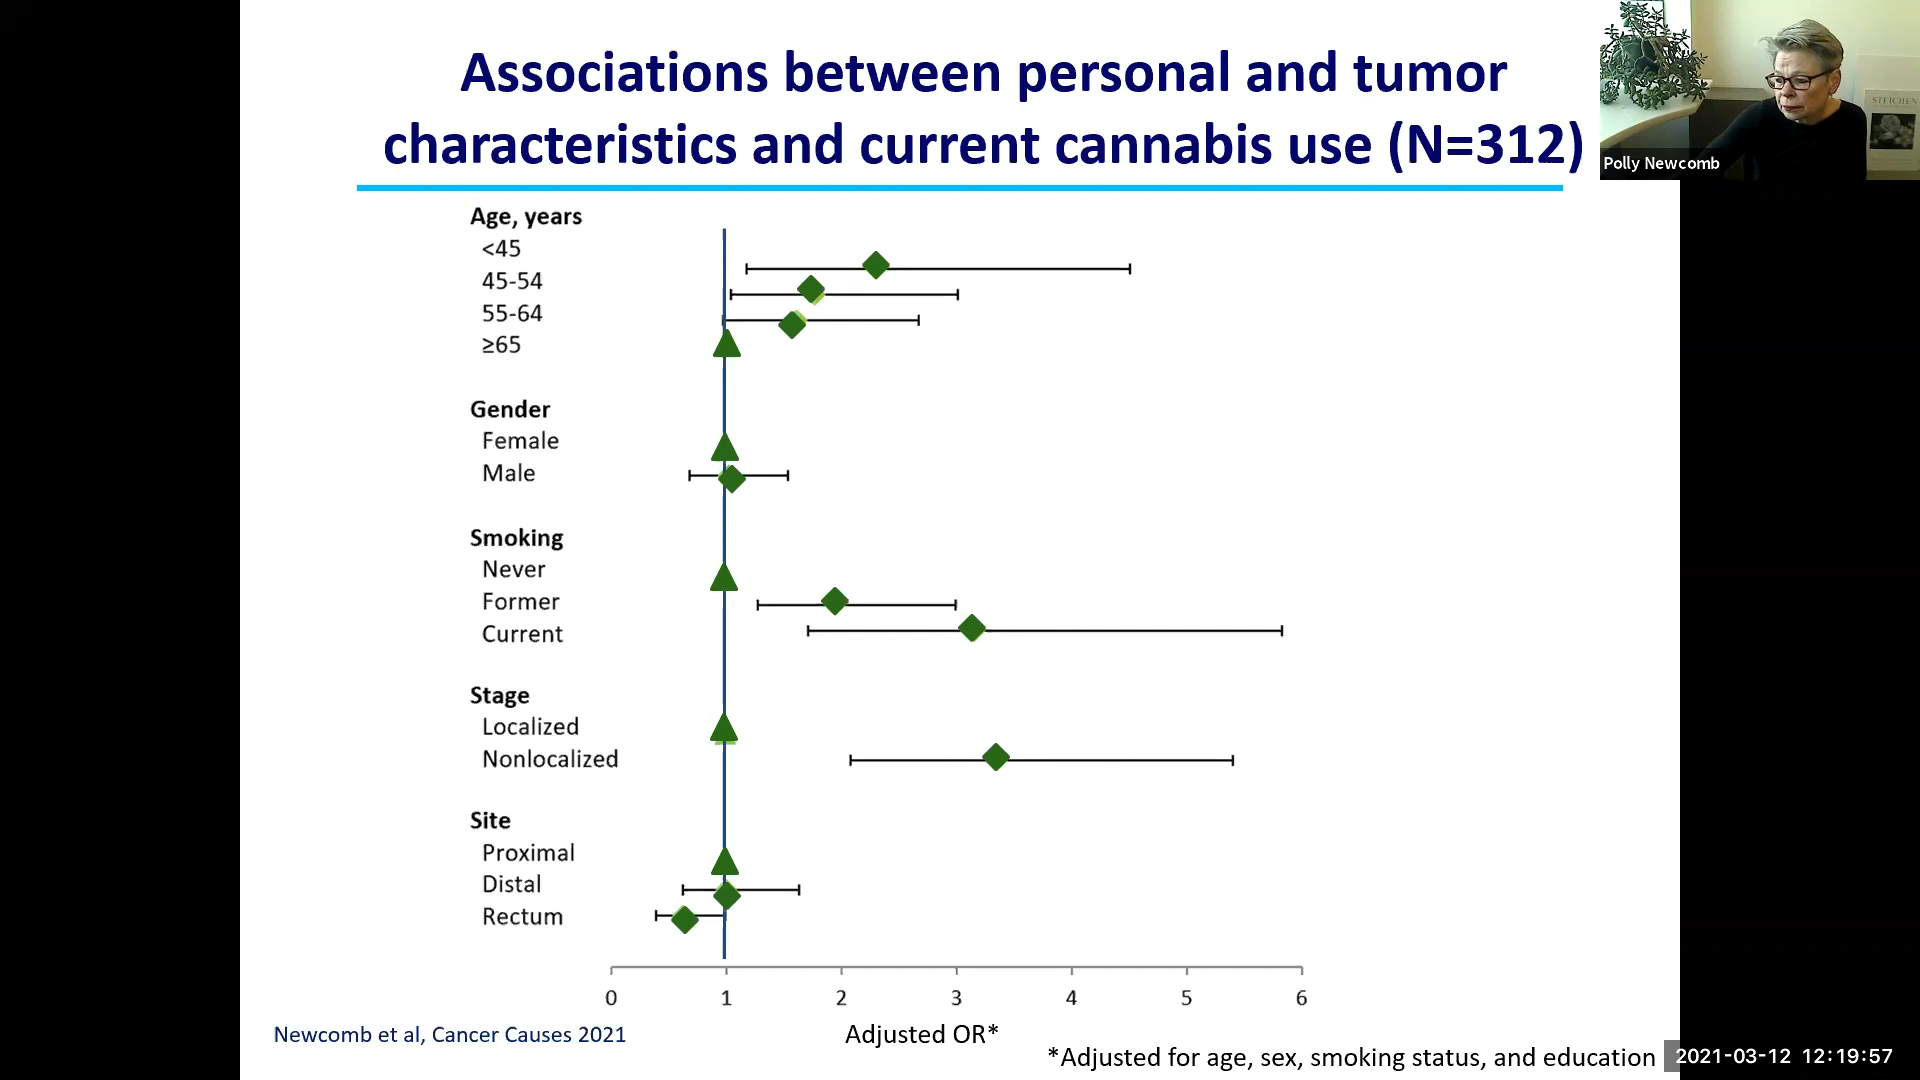 Associations between personal and tumor
characteristics and current cannabis use (N=312)
STEICHEN
Polly Newcomb
Age, years
<45
45-54
55-64
≥65
Gender
Female
Male
Smoking
Never
Former
Current
Stage
Localized
Nonlocalized
Site
Proximal
Distal
Rectum
0 1 2 3 4 5 6
Newcomb et al, Cancer Causes 2021
Adjusted OR*
*Adjusted for age, sex, smoking status, and education
2021-03-12 12:19:57